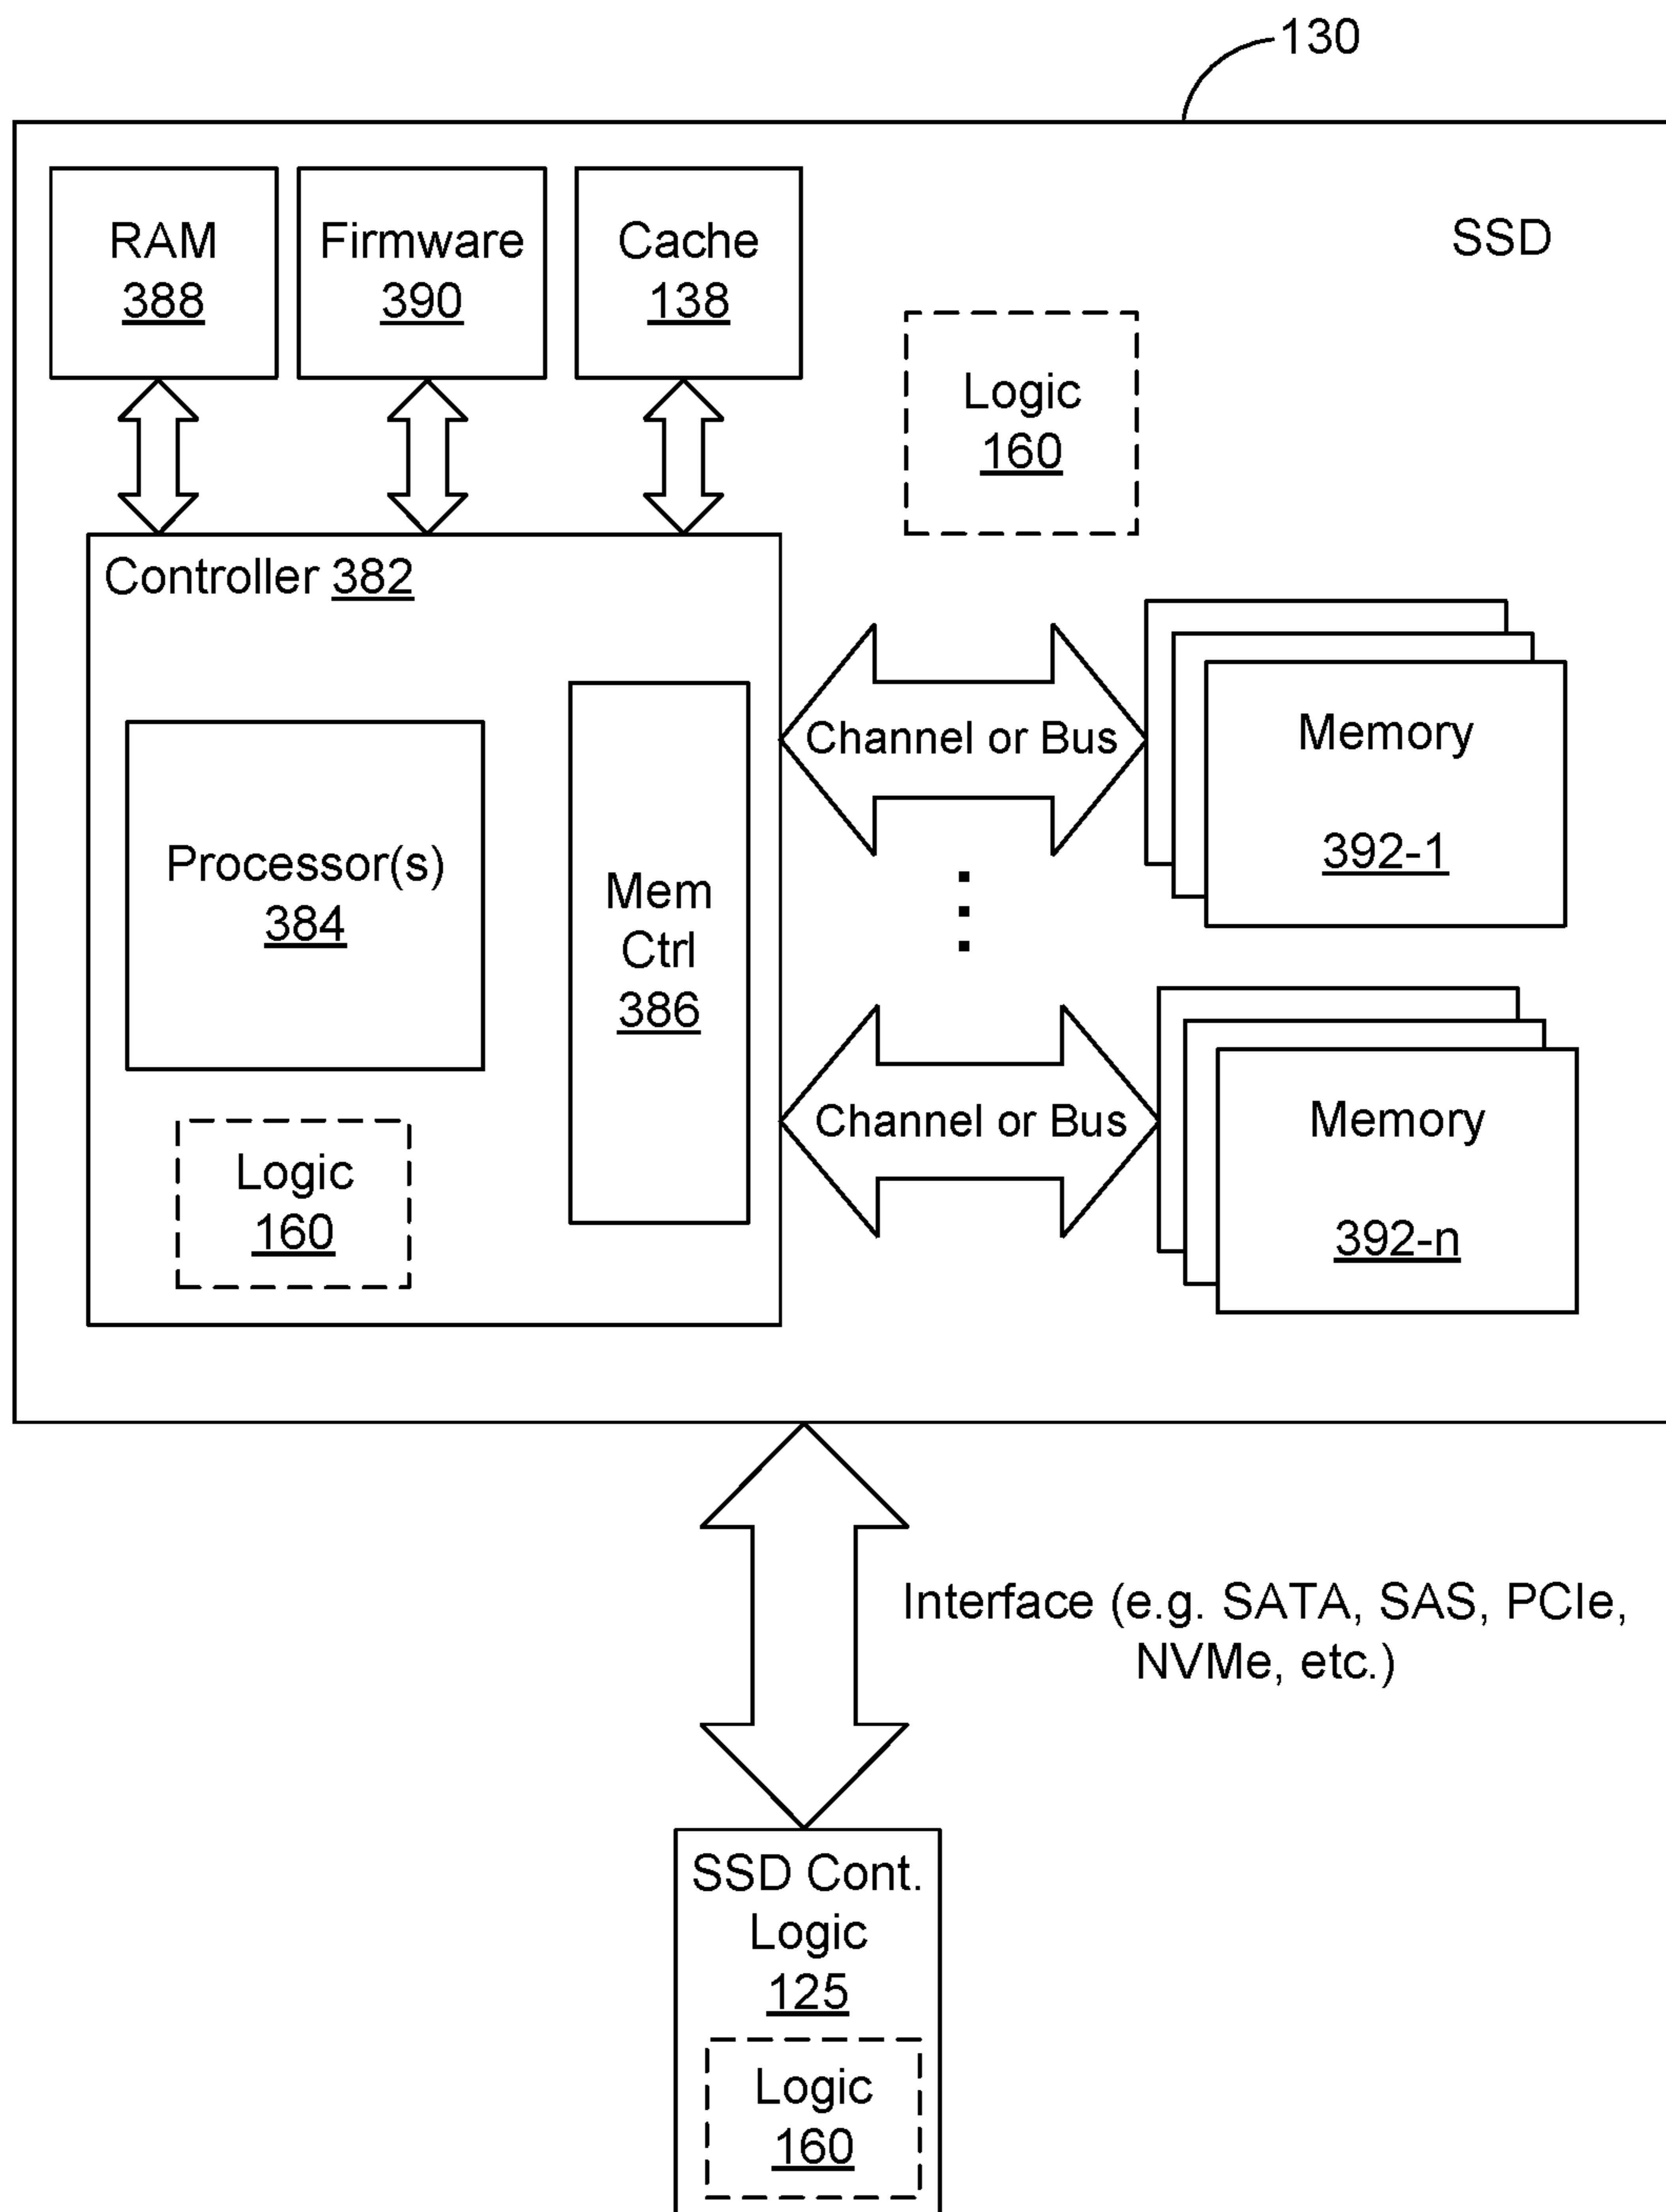 130
SSD
RAM
388
Firmware
390
Cache
138
Logic
160
Controller 382
Processor(s)
384
Mem
Ctrl
386
Logic
160
Channel or Bus
Memory
392-1
Channel or Bus
Memory
392-n
Interface (e.g. SATA, SAS, PCIe,
NVMe, etc.)
SSD Cont.
Logic
125
Logic
160